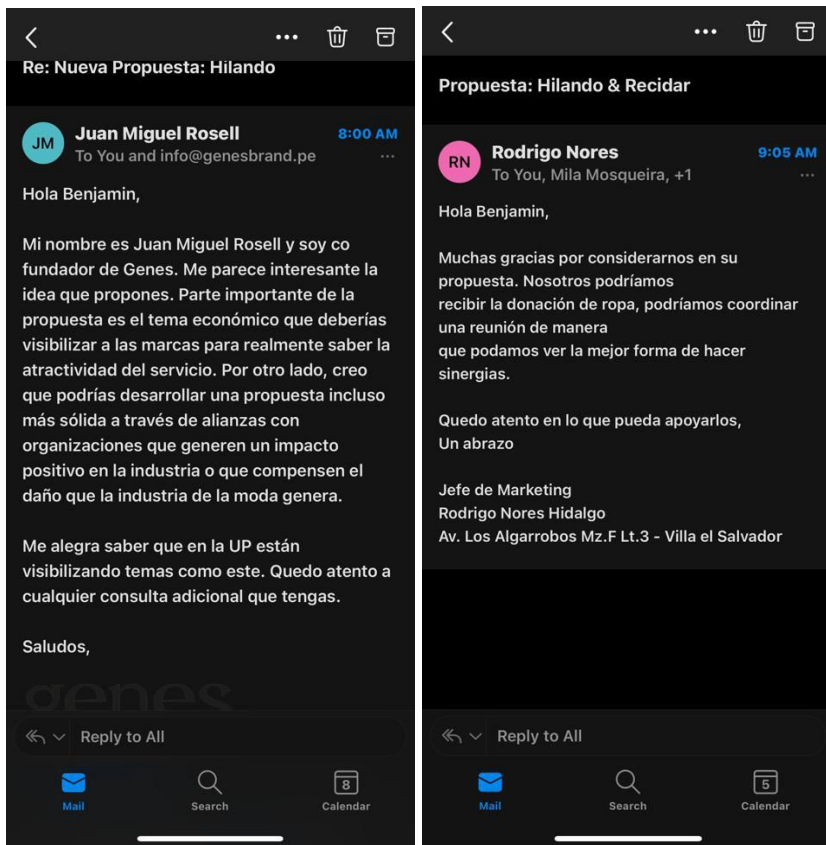 Re: Nueva Propuesta: Hilando
JM
Juan Miguel Rosell
8:00 AM
To You and info@genesbrand.pe
Hola Benjamin,
Mi nombre es Juan Miguel Rosell y soy co
fundador de Genes. Me parece interesante la
idea que propones. Parte importante de la
propuesta es el tema económico que deberías
visibilizar a las marcas para realmente saber la
atractividad del servicio. Por otro lado, creo
que podrías desarrollar una propuesta incluso
más sólida a través de alianzas con
organizaciones que generen un impacto
positivo en la industria o que compensen el
daño que la industria de la moda genera.
Me alegra saber que en la UP están
visibilizando temas como este. Quedo atento a
cualquier consulta adicional que tengas.
Saludos,
genes
Reply to All
Mail
Search
8
Calendar
Propuesta: Hilando & Recidar
RN
Rodrigo Nores
9:05 AM
To You, Mila Mosqueira, +1
Hola Benjamin,
Muchas gracias por considerarnos en su
propuesta. Nosotros podríamos
recibir la donación de ropa, podríamos coordinar
una reunión de manera
que podamos ver la mejor forma de hacer
sinergias.
Quedo atento en lo que pueda apoyarlos,
Un abrazo
Jefe de Marketing
Rodrigo Nores Hidalgo
Av. Los Algarrobos Mz.F Lt.3 - Villa el Salvador
Reply to All
Mail
Search
5
Calendar